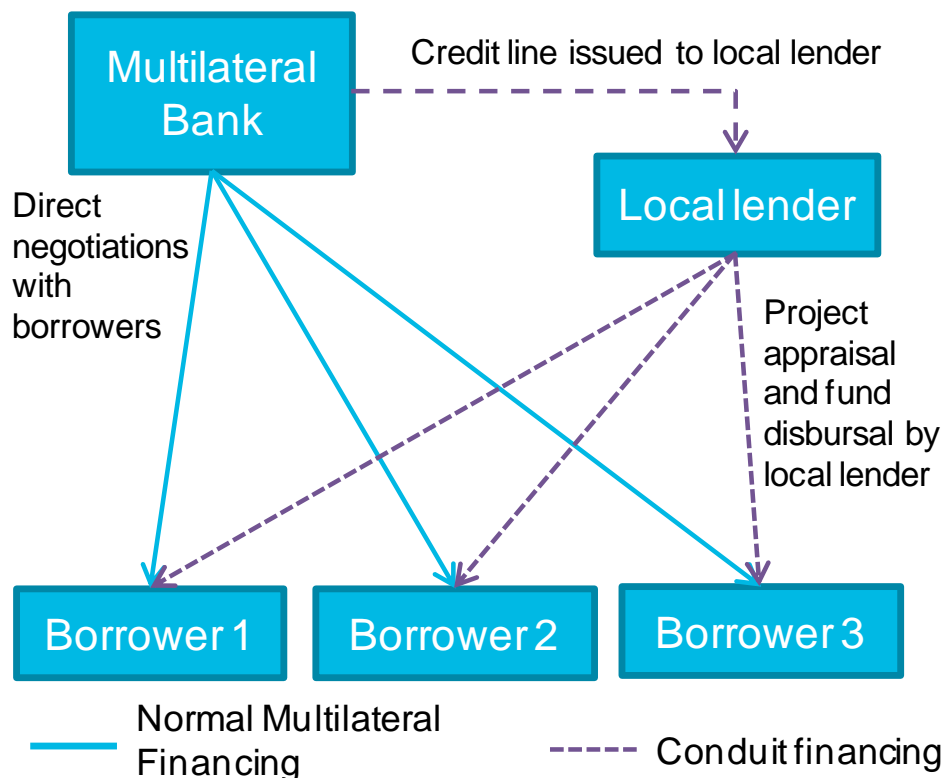 Multilateral
Bank
Credit line issued to local lender
Local lender
Direct
negotiations
with
borrowers
Project
appraisal
and fund
disbursal by
local lender
Borrower 1
Borrower 2
Borrower 3
Normal Multilateral
Financing
Conduit financing